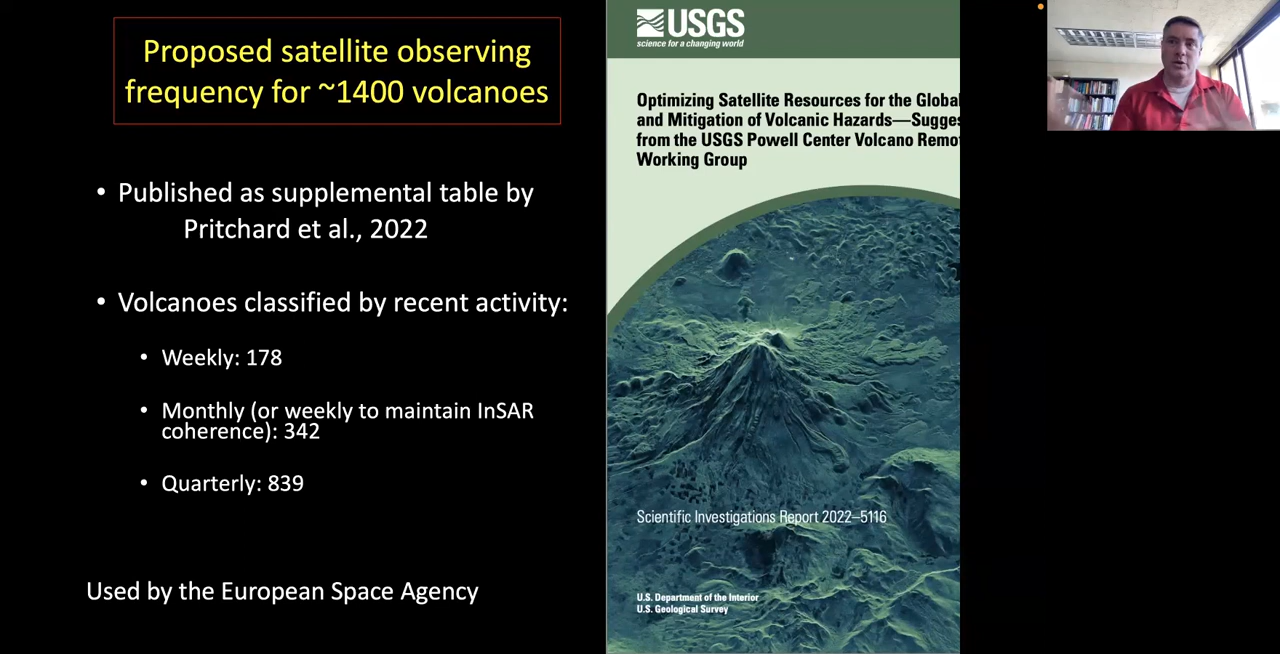 Proposed satellite observing
frequency for ~1400 volcanoes
• Published as supplemental table by
Pritchard et al., 2022
• Volcanoes classified by recent activity:
• Weekly: 178
• Monthly (or weekly to maintain InSAR
coherence): 342
• Quarterly: 839
Used by the European Space Agency
USGS
science for a changing world
Optimizing Satellite Resources for the Global
and Mitigation of Volcanic Hazards—Sugges
from the USGS Powell Center Volcano Remo
Working Group
Scientific Investigations Report 2022–5116
U.S. Department of the Interior
U.S. Geological Survey